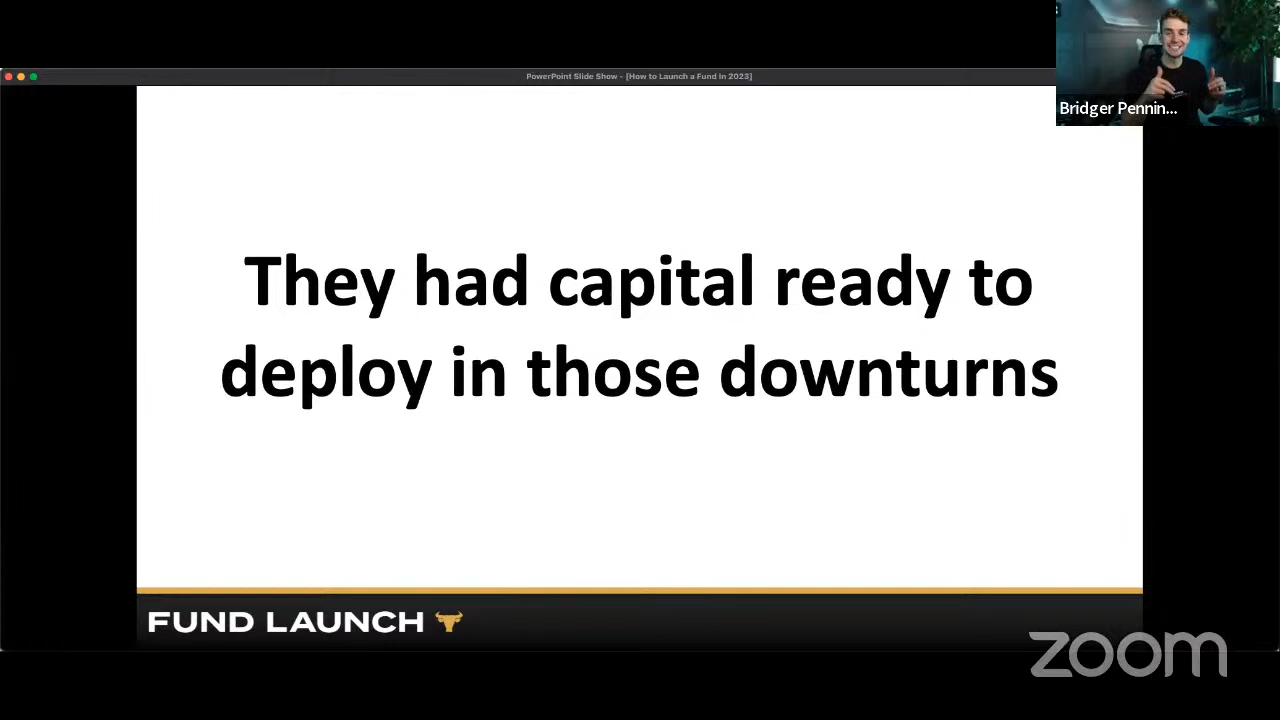 PowerPoint Slide Show - [How to Launch a Fund In 2023]
Bridger Pennin...
They had capital ready to
deploy in those downturns
FUND LAUNCH
zoom